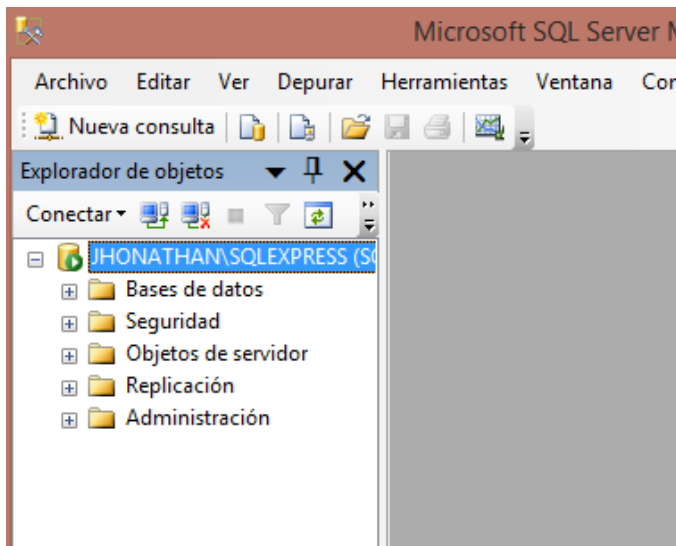 Microsoft SQL Server M
Archivo Editar Ver Depurar Herramientas Ventana Co
Nueva consulta
Explorador de objetos
Conectar
JHONATHAN\SQLEXPRESS (S
Bases de datos
Seguridad
Objetos de servidor
Replicación
Administración